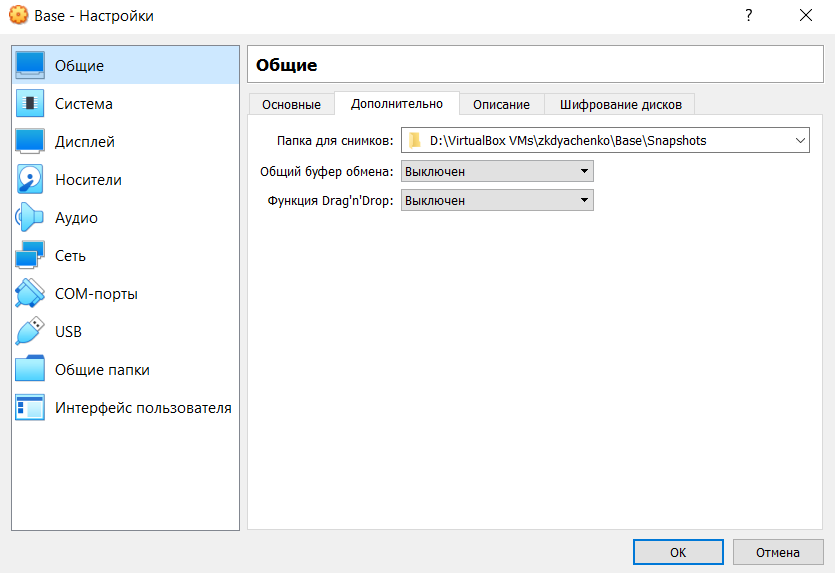 Base - Настройки
?
Общие
Система
Дисплей
Носители
Аудио
Сеть
COM-порты
USB
Общие папки
Интерфейс пользователя
Общие
Основные Дополнительно Описание Шифрование дисков
Папка для снимков: D:\VirtualBox VMs\zkdyachenko\Base\Snapshots
Общий буфер обмена: Выключен
Функция Drag'n'Drop: Выключен
OK Отмена